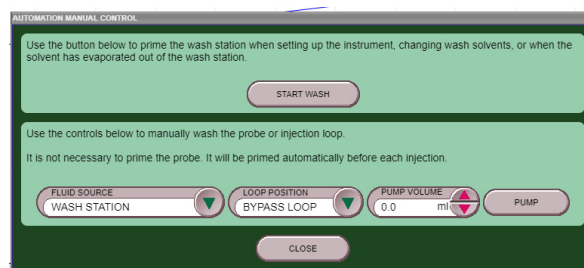 AUTOMATION MANUAL CONTROL
Use the button below to prime the wash station when setting up the instrument, changing wash solvents, or when the
solvent has evaporated out of the wash station.
START WASH
Use the controls below to manually wash the probe or injection loop.
It is not necessary to prime the probe. It will be primed automatically before each injection.
FLUID SOURCE
WASH STATION
LOOP POSITION
BYPASS LOOP
PUMP VOLUME
0.0 ml
PUMP
CLOSE